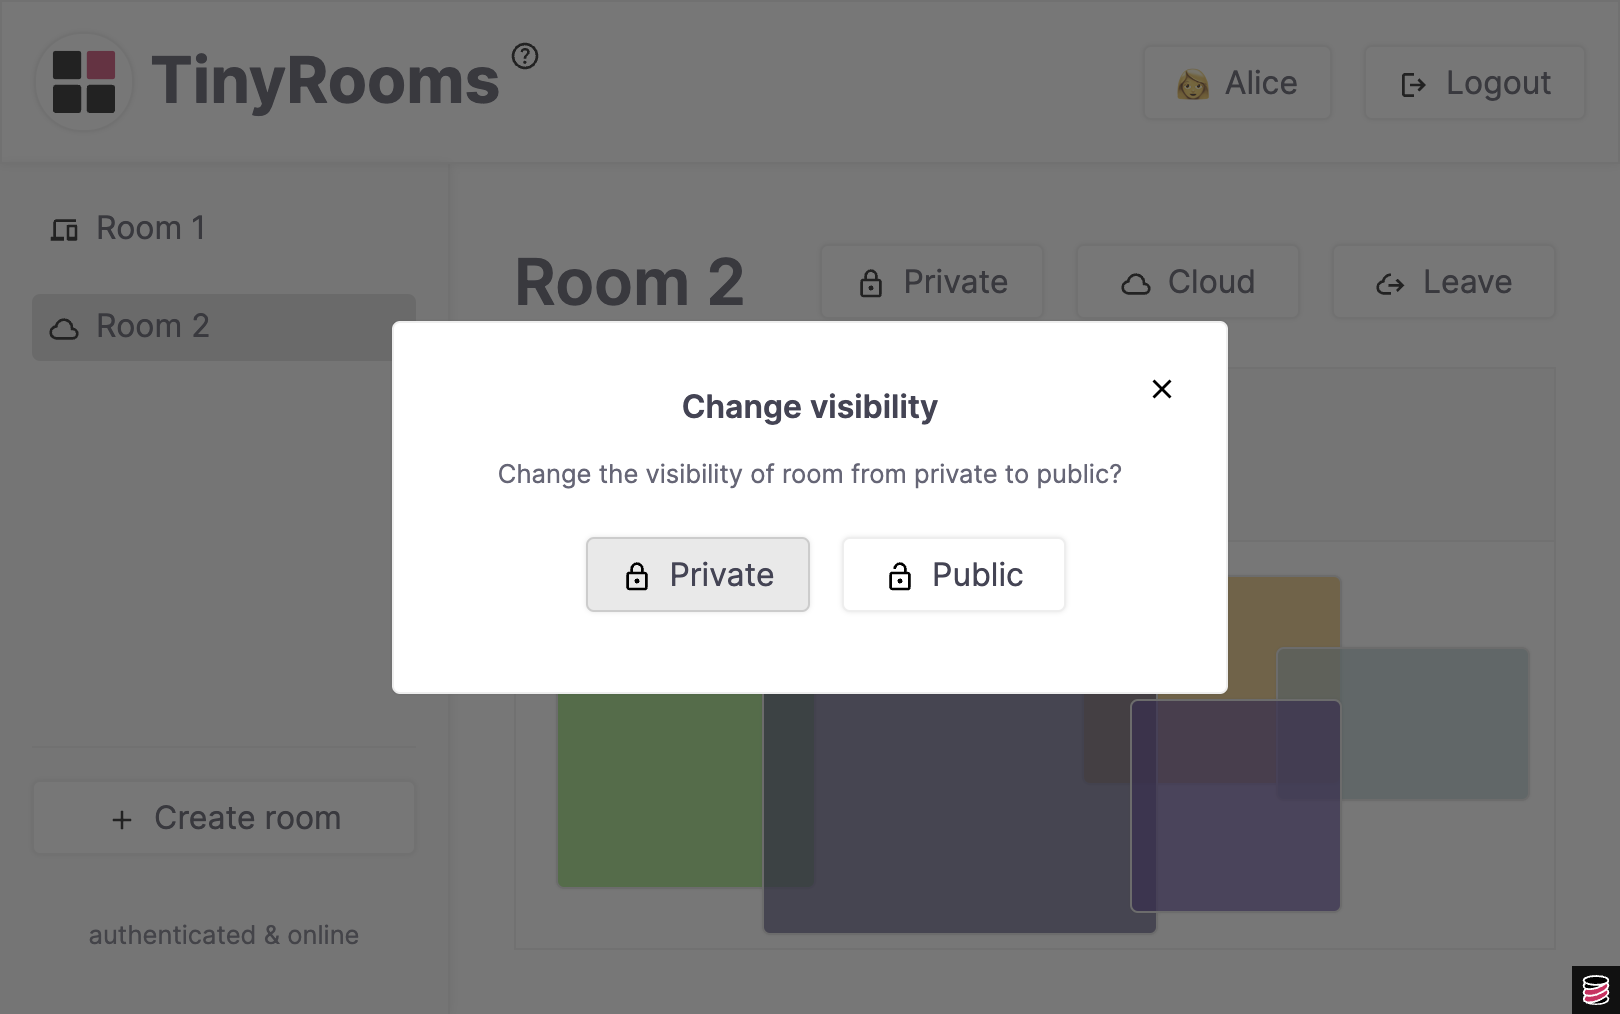 TinyRooms
Alice
Logout
Room 1
Room 2
Room 2
Private
Cloud
Leave
Change visibility
Change the visibility of room from private to public?
Private
Public
Create room
authenticated & online